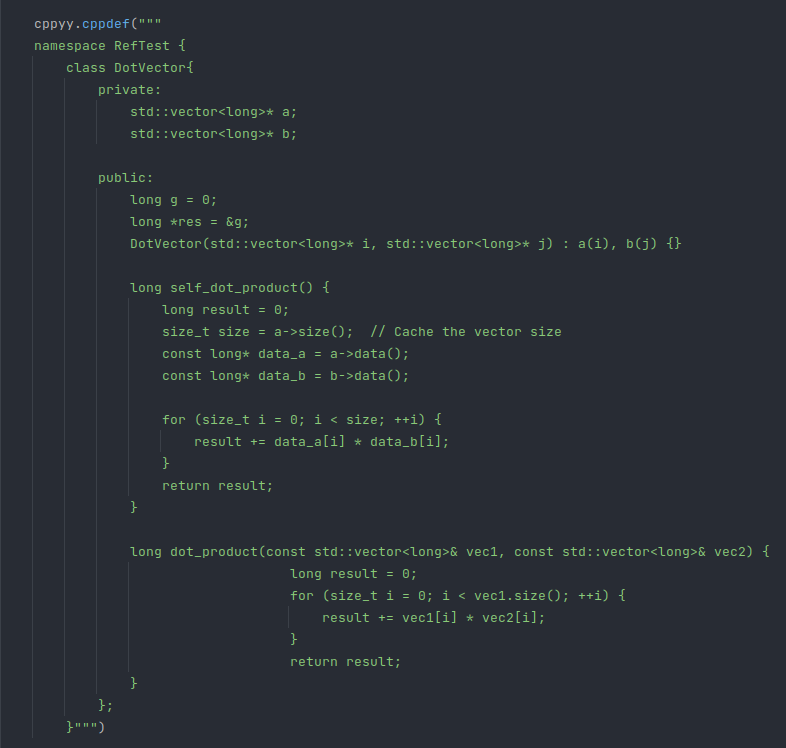 cppyy.cppdef("""
namespace RefTest {
    class DotVector{
        private:
            std::vector<long>* a;
            std::vector<long>* b;

        public:
            long g = 0;
            long *res = &g;
            DotVector(std::vector<long>* i, std::vector<long>* j) : a(i), b(j) {}

            long self_dot_product() {
                long result = 0;
                size_t size = a->size();  // Cache the vector size
                const long* data_a = a->data();
                const long* data_b = b->data();

                for (size_t i = 0; i < size; ++i) {
                    result += data_a[i] * data_b[i];
                }
                return result;
            }

            long dot_product(const std::vector<long>& vec1, const std::vector<long>& vec2) {
                                long result = 0;
                                for (size_t i = 0; i < vec1.size(); ++i) {
                                    result += vec1[i] * vec2[i];
                                }
                                return result;
            }
        };
    }""")